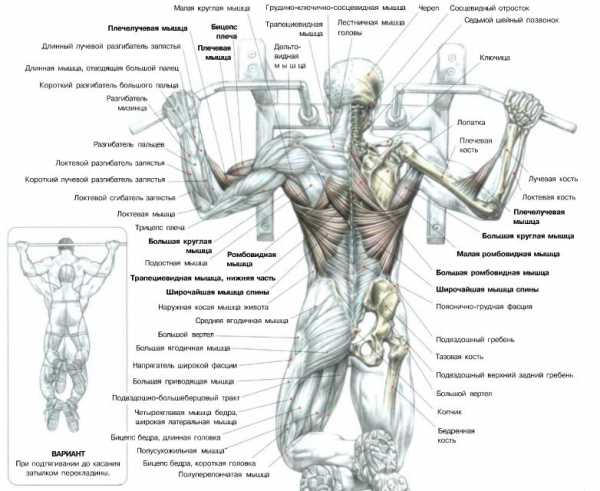 Малая круглая мышца
Плечелучевая мышца
Бицепс
плеча
Длинный лучевой разгибатель запястья
Плечевая
мышца
Длинная мышца, отводящая большой палец
Короткий разгибатель большого пальца
Разгибатель
мизинца
Разгибатель пальцев
Локтевой разгибатель запястья
Короткий лучевой разгибатель запястья
Локтевой сгибатель запястья
Локтевая мышца
Трицепс плеча
Большая круглая
мышца
Подостная мышца
Ромбовидная
мышца
Трапециевидная мышца, нижняя часть
Широчайшая мышца спины
Наружная косая мышца живота
Средняя ягодичная мышца
Большой вертел
Большая ягодичная мышца
Напрягатель широкой фасции
Большая приводящая мышца
Подвздошно-большеберцовый тракт
Четырехглавая мышца бедра,
широкая латеральная мышца
Бицепс бедра, длинная головка
Полусухожильная мышца
Бицепс бедра, короткая головка
Полуперепончатая мышца
Грудино-ключично-сосцевидная мышца
Трапециевидная
мышца
Лестничная мышца
головы
Дельто-
видная
мышца
Череп
Сосцевидный отросток
Седьмой шейный позвонок
Ключица
Лопатка
Плечевая
кость
Лучевая кость
Локтевая кость
Плечелучевая
мышца
Большая круглая мышца
Малая ромбовидная мышца
Большая ромбовидная мышца
Широчайшая мышца спины
Пояснично-грудная фасция
Подвздошный гребень
Тазовая кость
Подвздошный верхний задний гребень
Большой вертел
Копчик
Бедренная
кость
ВАРИАНТ
При подтягивании до касания
затылком перекладины.